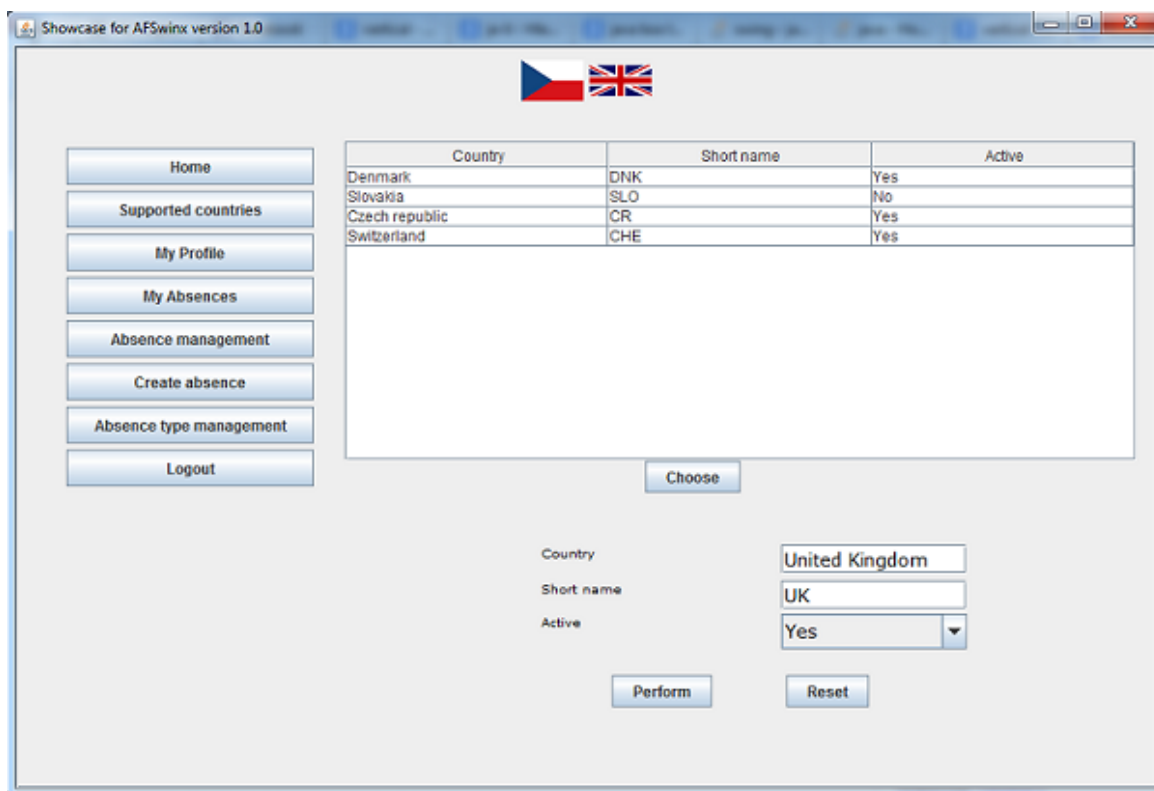 Showcase for AFSwinx version 1.0
Home
Supported countries
My Profile
My Absences
Absence management
Create absence
Absence type management
Logout
Country Short name Active
Denmark DNK Yes
Slovakia SLO No
Czech republic CR Yes
Switzerland CHE Yes
Choose
Country United Kingdom
Short name UK
Active Yes
Perform Reset